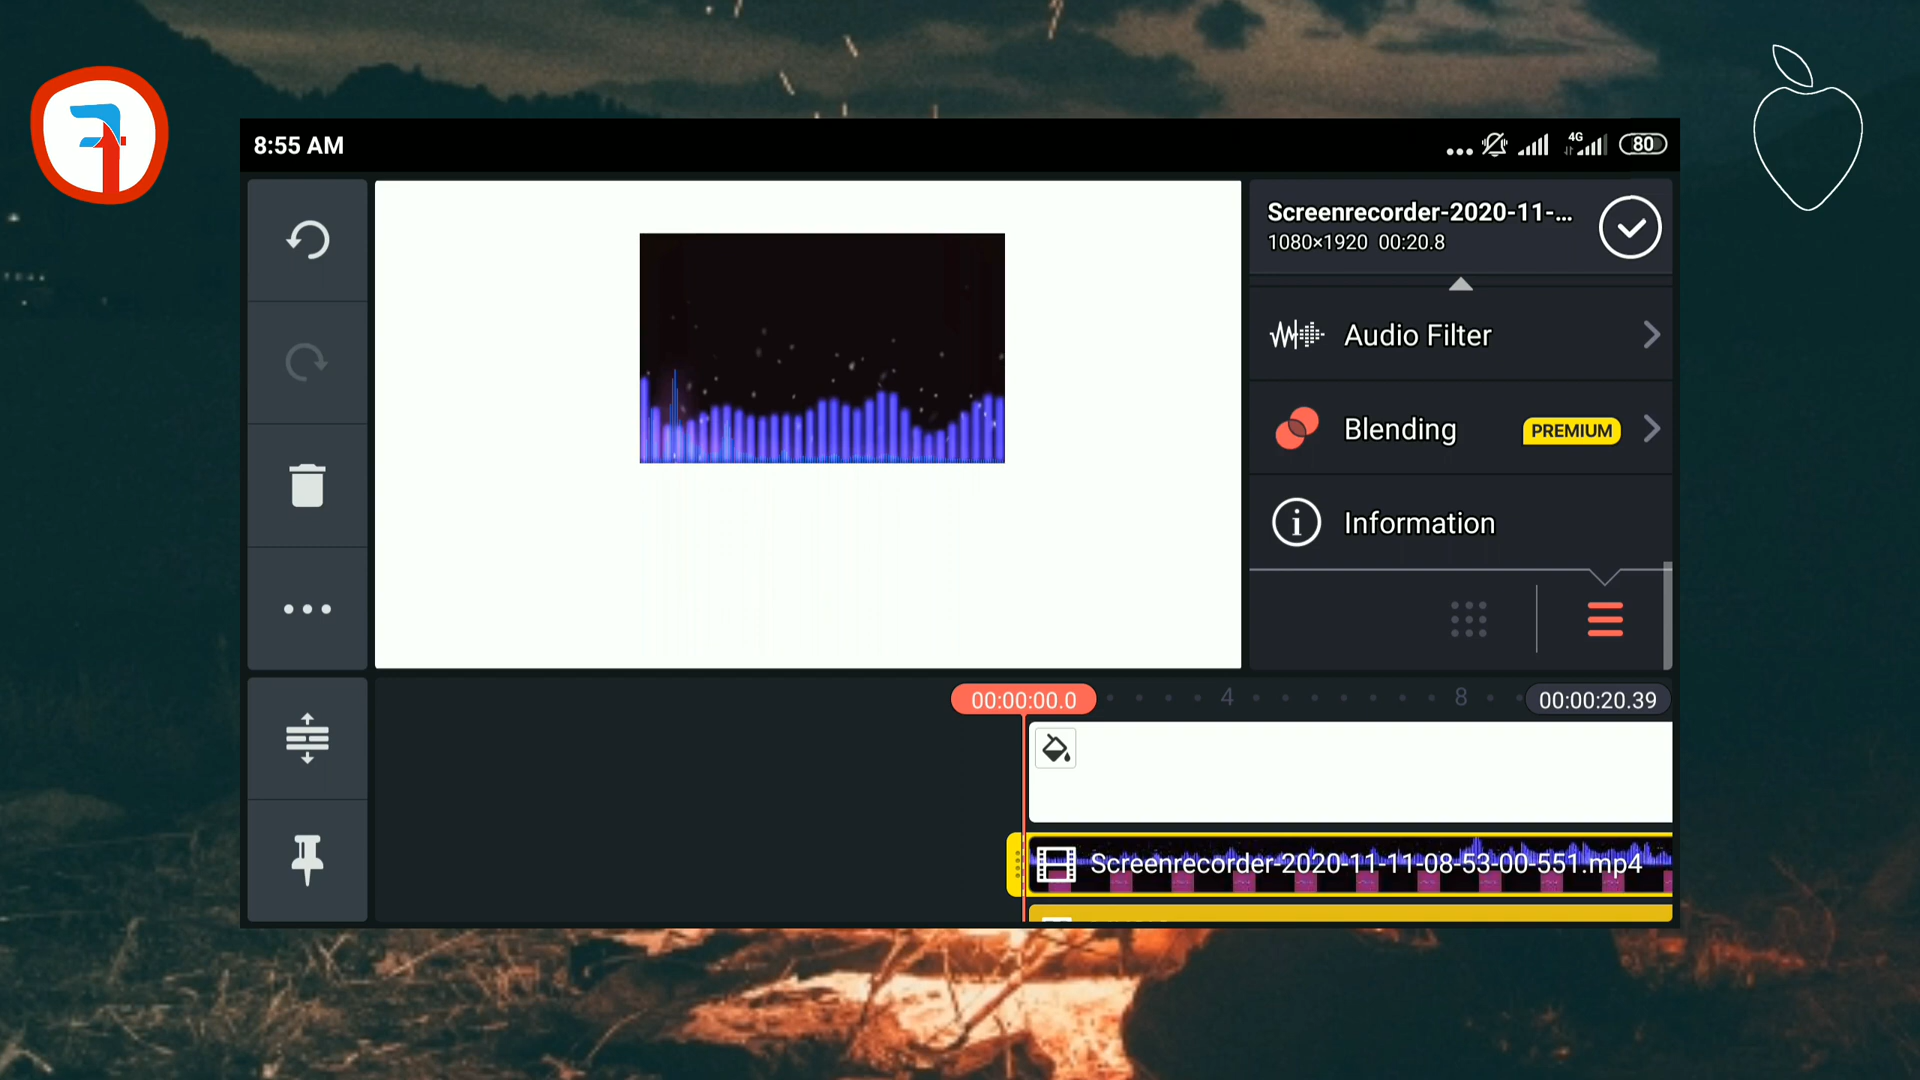 8:55 AM
4G
80
Screenrecorder-2020-11-...
1080×1920 00:20.8
Audio Filter
Blending
PREMIUM
Information
00:00:00.0
4
8
00:00:20.39
Screenrecorder-2020-11-11-08-53-00-551.mp4